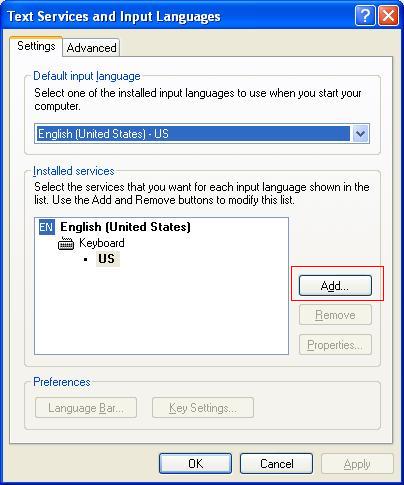 Text Services and Input Languages
Settings
Advanced
Default input language
Select one of the installed input languages to use when you start your
computer.
English (United States) - US
Installed services
Select the services that you want for each input language shown in the
list. Use the Add and Remove buttons to modify this list.
EN English (United States)
Keyboard
• US
Add...
Remove
Properties...
Preferences
Language Bar...
Key Settings...
OK
Cancel
Apply